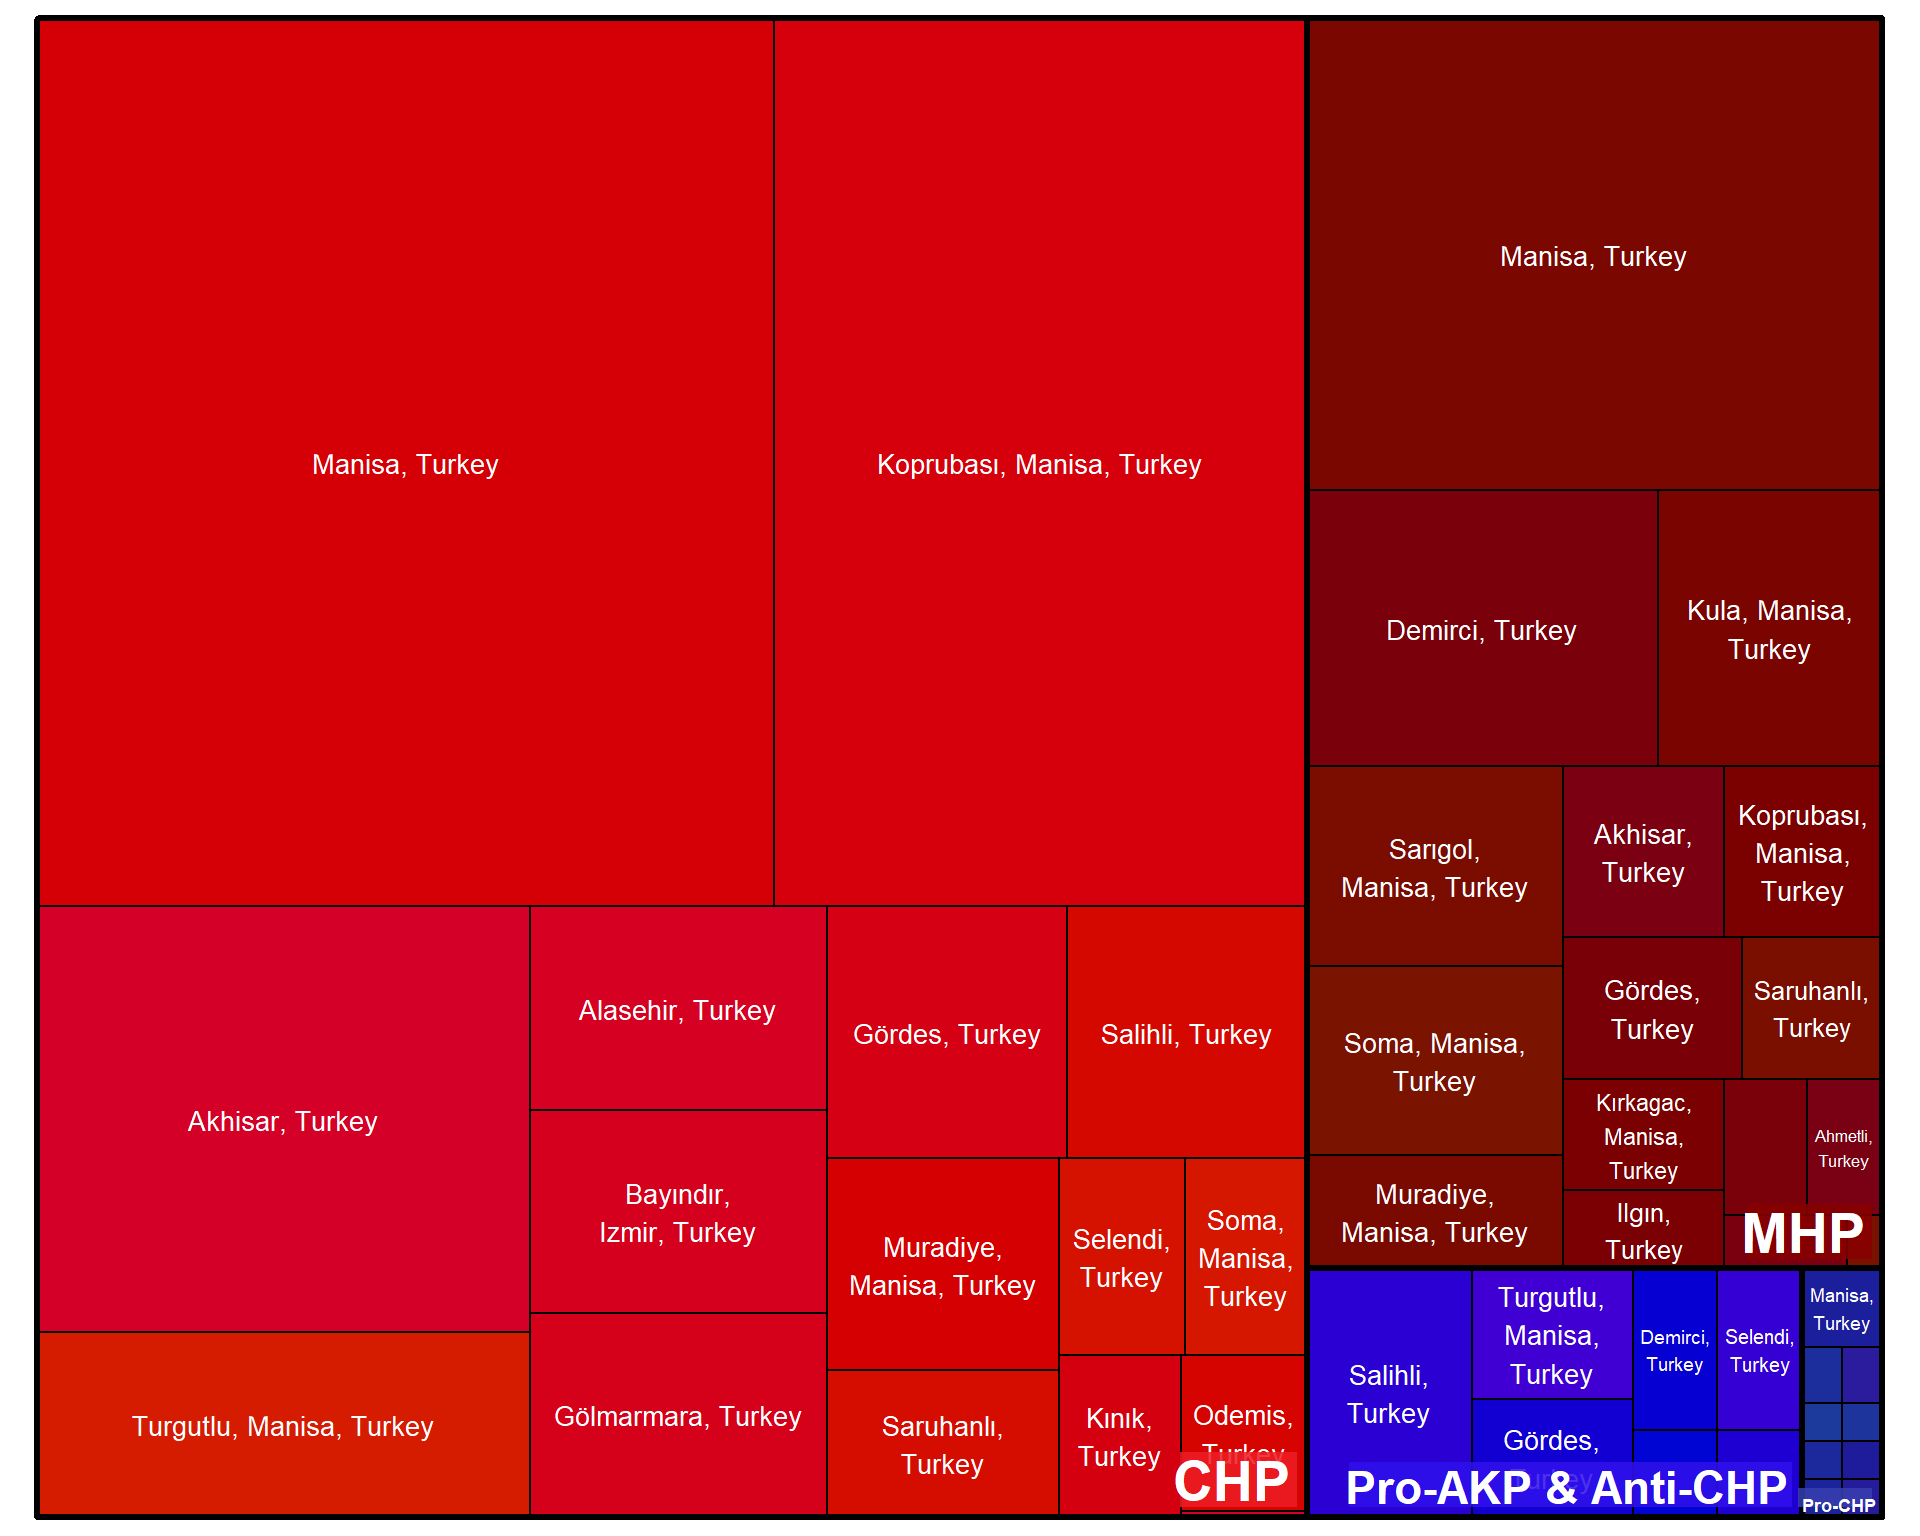 Manisa, Turkey
Koprubası, Manisa, Turkey
Akhisar, Turkey
Turgutlu, Manisa, Turkey
Alasehir, Turkey
Bayındır,
Izmir, Turkey
Gölmarmara, Turkey
Gördes, Turkey
Salihli, Turkey
Muradiye,
Manisa, Turkey
Saruhanlı,
Turkey
Selendi,
Turkey
Soma,
Manisa,
Turkey
Kınık,
Turkey
Odemis,
Turkey
CHP
Manisa, Turkey
Demirci, Turkey
Kula, Manisa,
Turkey
Sarıgol,
Manisa, Turkey
Soma, Manisa,
Turkey
Muradiye,
Manisa, Turkey
Akhisar,
Turkey
Koprubası,
Manisa,
Turkey
Gördes,
Turkey
Saruhanlı,
Turkey
Kırkagac,
Manisa,
Turkey
Ilgın,
Turkey
Ahmetli,
Turkey
MHP
Salihli,
Turkey
Turgutlu,
Manisa,
Turkey
Gördes,
Turkey
Demirci,
Turkey
Selendi,
Turkey
Pro-AKP & Anti-CHP
Manisa,
Turkey
Pro-CHP